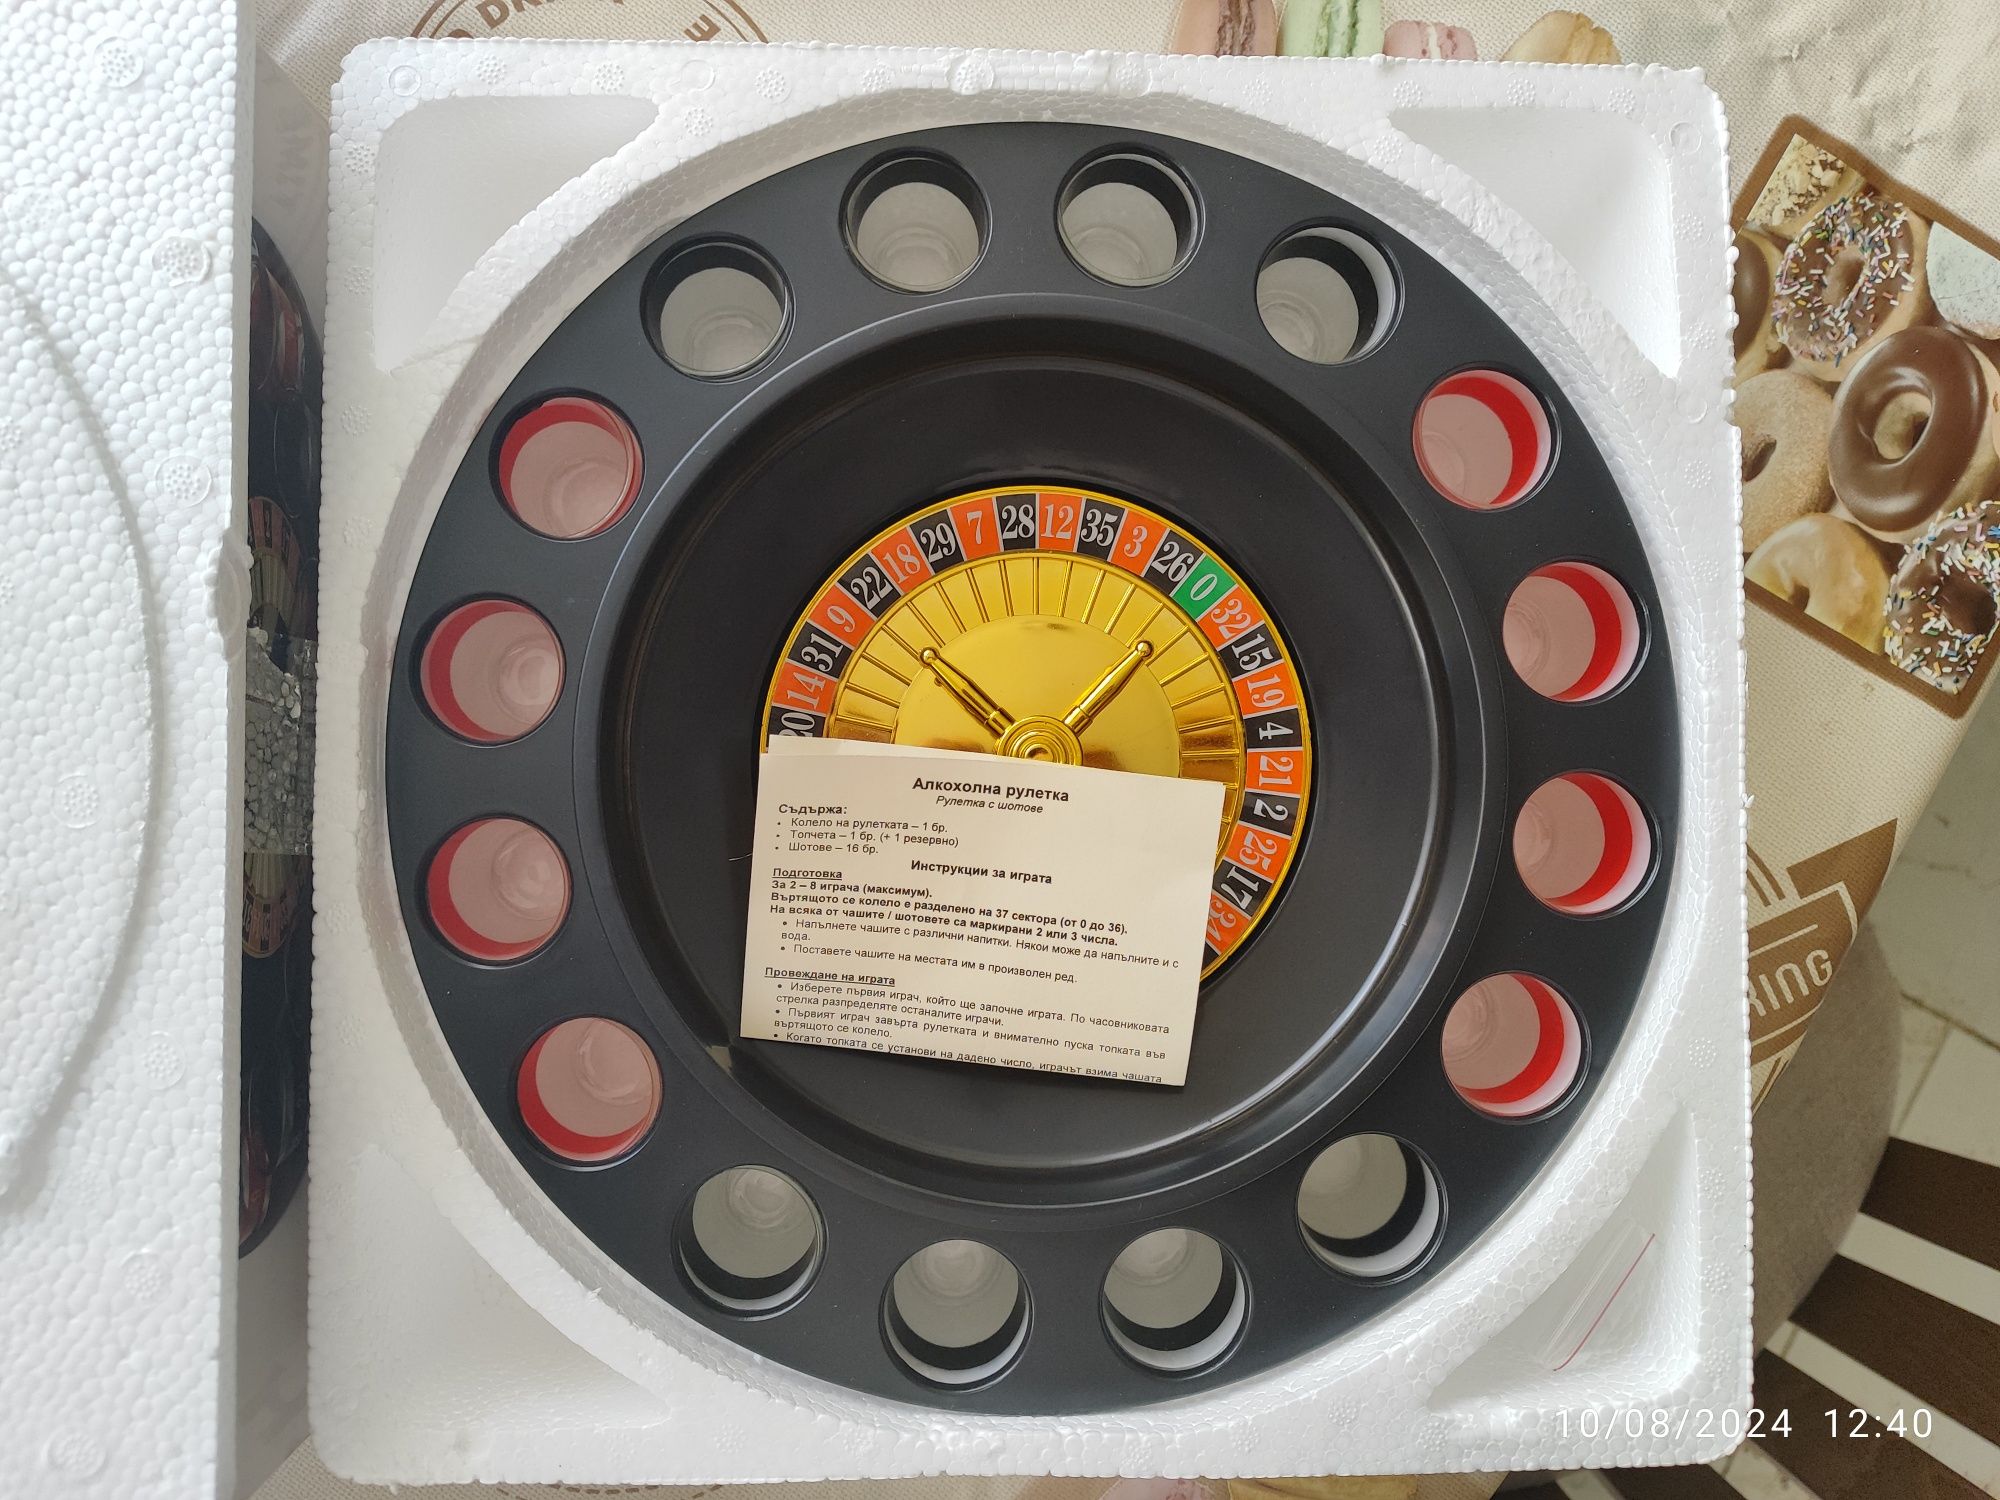 Алкохолна рулетка
Рулетка с шотове
Съдържа:
• Колело на рулетката – 1 бр.
• Топчета – 1 бр. (+ 1 резервно)
• Шотове – 16 бр.
Инструкции за играта
Подготовка
За 2 – 8 играча (максимум).
Въртящото се колело е разделено на 37 сектора (от 0 до 36).
На всяка от чашите / шотовете са маркирани 2 или 3 числа.
• Напълнете чашите с различни напитки. Някои може да напълните и с
вода.
• Поставете чашите на местата им в произволен ред.
Провеждане на играта
• Изберете първия играч, който ще започне играта. По часовниковата
стрелка разпределяте останалите играчи.
• Първият играч завърта рулетката и внимателно пуска топката във
въртящото се колело.
• Когато топката се установи на дадено число, играчът взима чашата
20 14 31 9 22 18 29 7 28 12 35 3 26 0 32 15 19 4 21 2 25 17 34
KING
10/08/2024 12:40